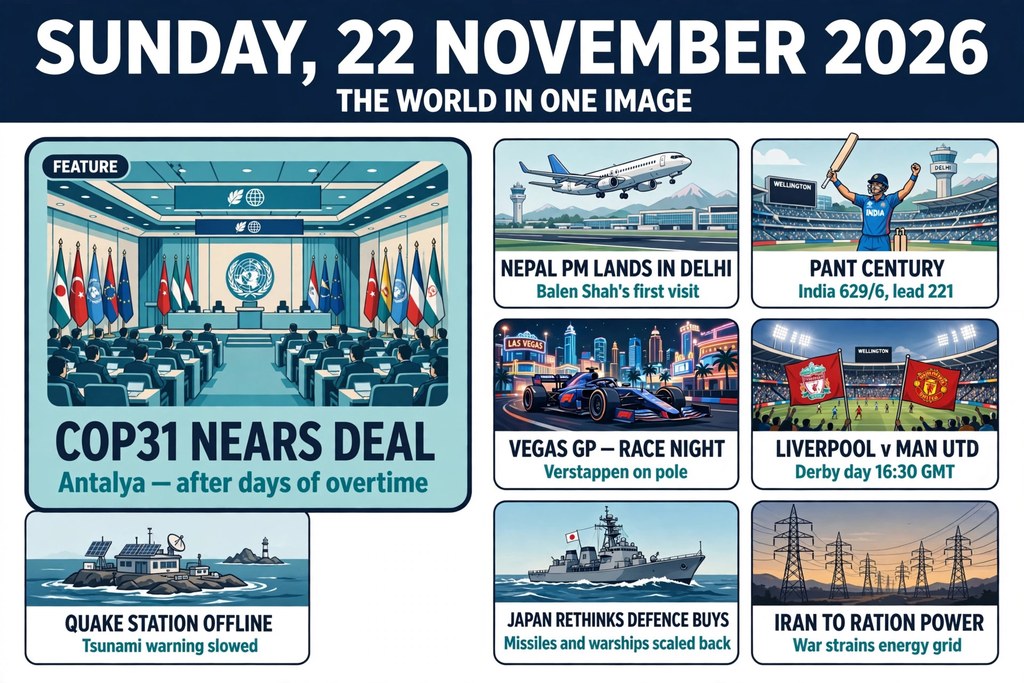 SUNDAY, 22 NOVEMBER 2026
THE WORLD IN ONE IMAGE
FEATURE
COP31 NEARS DEAL
Antalya — after days of overtime
NEPAL PM LANDS IN DELHI
Balen Shah's first visit
WELLINGTON
DELHI
INDIA
PANT CENTURY
India 629/6, lead 221
LAS VEGAS
VEGAS GP — RACE NIGHT
Verstappen on pole
WELLINGTON
LIVERPOOL v MAN UTD
Derby day 16:30 GMT
QUAKE STATION OFFLINE
Tsunami warning slowed
JAPAN RETHINKS DEFENCE BUYS
Missiles and warships scaled back
IRAN TO RATION POWER
War strains energy grid